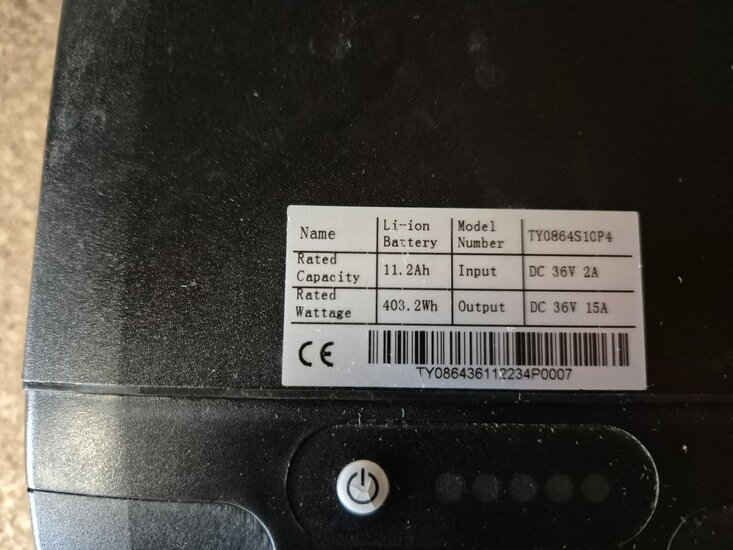 Name Li-ion Battery Model Number TY0864S10P4
Rated Capacity 11.2Ah Input DC 36V 2A
Rated Wattage 403.2Wh Output DC 36V 15A
CE
TY086436112234P0007